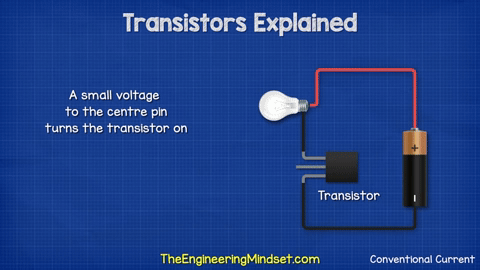 Transistors Explained
A small voltage
to the centre pin
turns the transistor on
+
Transistor
TheEngineeringMindset.com
Conventional Current